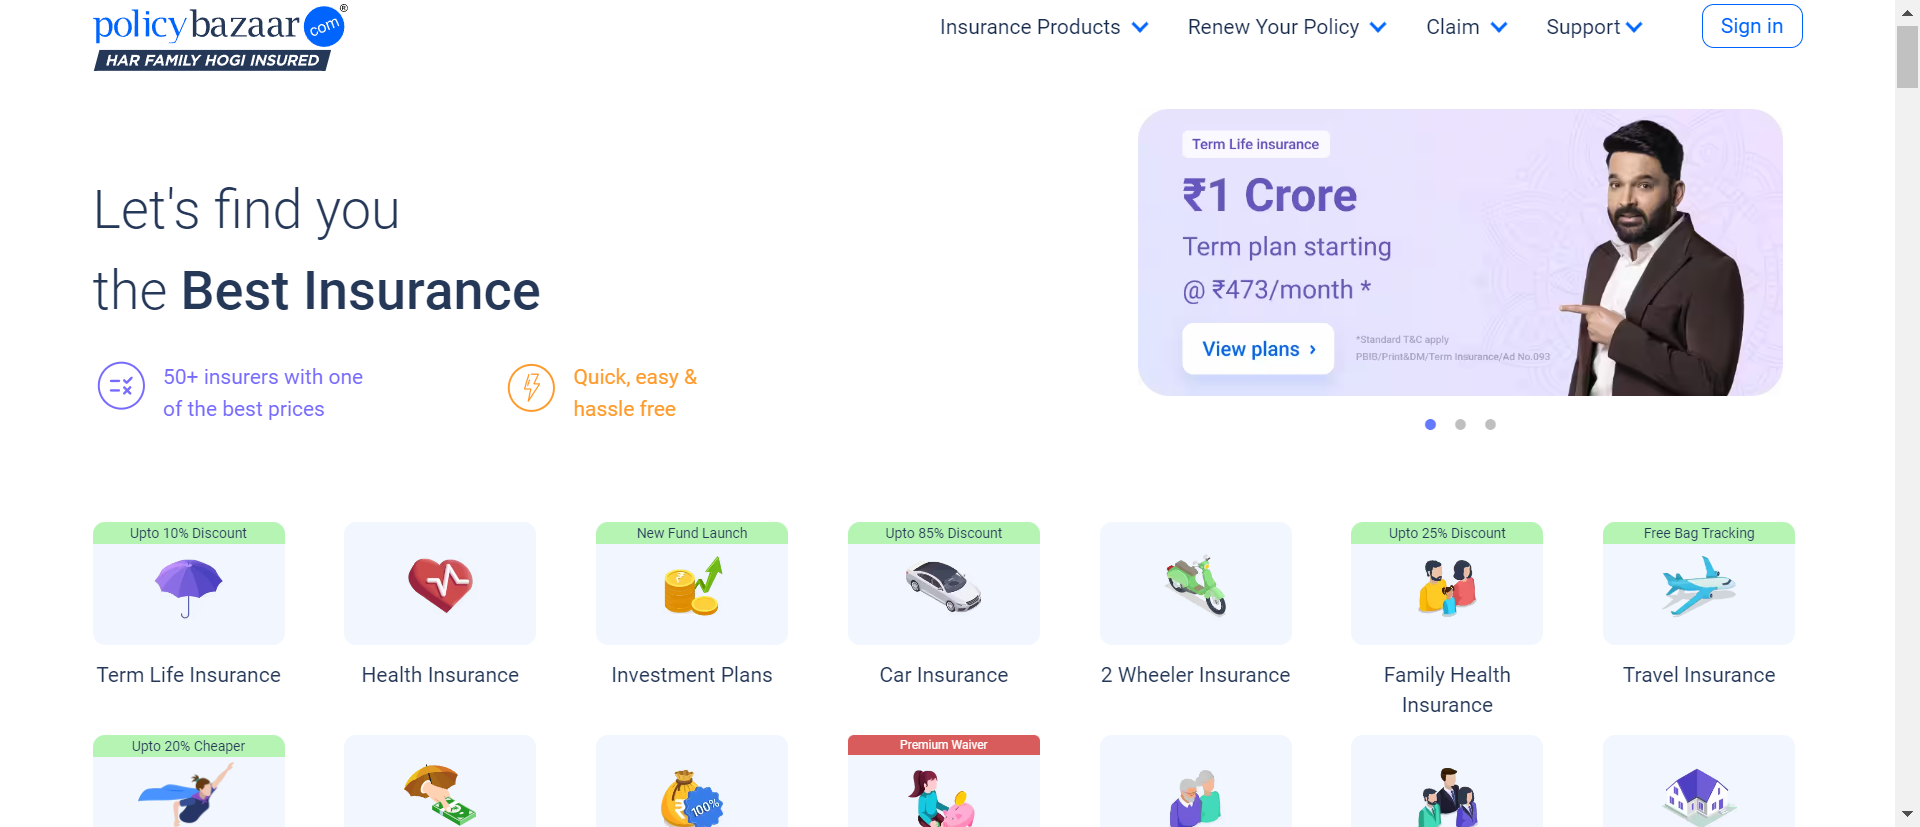 policybazaar com ®
HAR FAMILY HOGI INSURED
Insurance Products Renew Your Policy Claim Support Sign in
Let's find you
the Best Insurance
50+ insurers with one
of the best prices
Quick, easy &
hassle free
Term Life insurance
₹1 Crore
Term plan starting
@ ₹473/month *
View plans ›
*Standard T&C apply
PBIB/Print&DM/Term Insurance/Ad No.093
Upto 10% Discount
Term Life Insurance
Health Insurance
New Fund Launch
Investment Plans
Upto 85% Discount
Car Insurance
2 Wheeler Insurance
Upto 25% Discount
Family Health
Insurance
Free Bag Tracking
Travel Insurance
Upto 20% Cheaper
₹ 100%
Premium Waiver